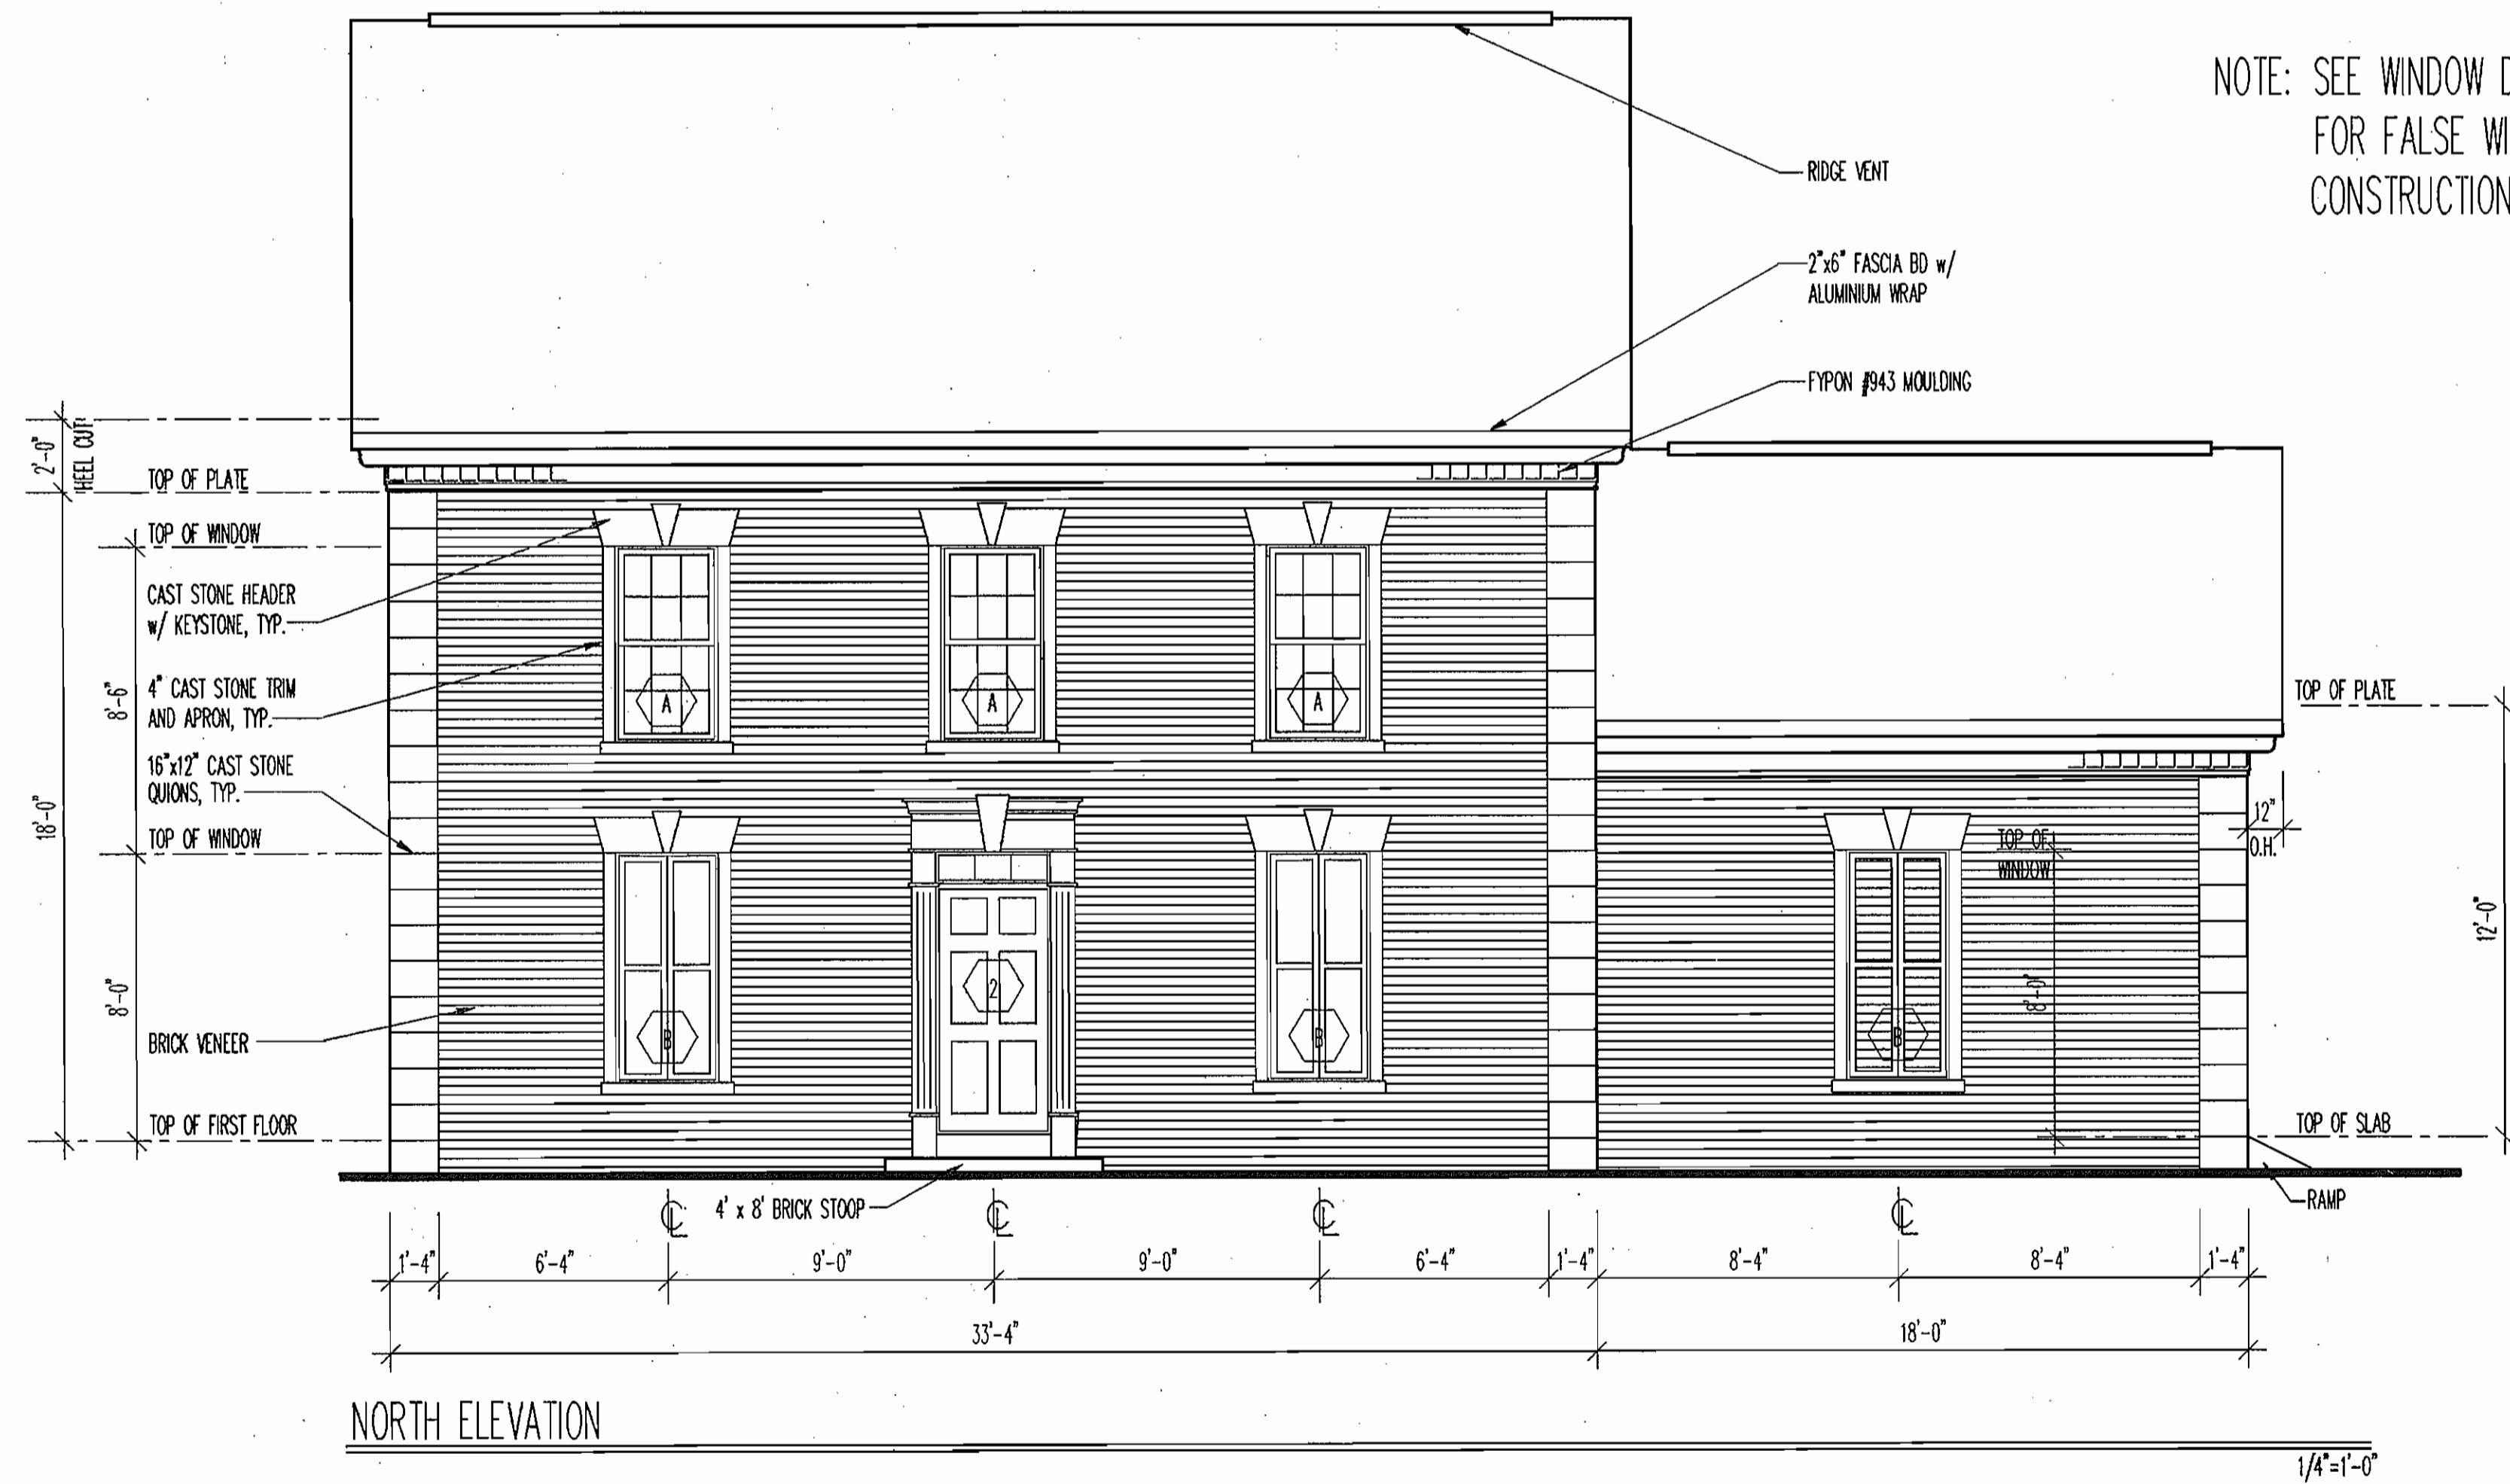 NOTE: SEE WINDOW D
FOR FALSE WI
CONSTRUCTION
RIDGE VENT
2"x6" FASCIA BD w/
ALUMINIUM WRAP
FYPON #943 MOULDING
2'-0"
HEEL CUT
TOP OF PLATE
TOP OF WINDOW
CAST STONE HEADER
w/ KEYSTONE, TYP.
4" CAST STONE TRIM
AND APRON, TYP.
16"x12" CAST STONE
QUIONS, TYP.
TOP OF WINDOW
BRICK VENEER
TOP OF FIRST FLOOR
18'-0"
8'-6"
8'-0"
A
A
A
B
2
B
B
TOP OF
WINDOW
8'-0"
TOP OF PLATE
12"
O.H.
12'-0"
TOP OF SLAB
RAMP
4' x 8' BRICK STOOP
CL
CL
CL
CL
1'-4"
6'-4"
9'-0"
9'-0"
6'-4"
1'-4"
8'-4"
8'-4"
1'-4"
33'-4"
18'-0"
NORTH ELEVATION
1/4"=1'-0"